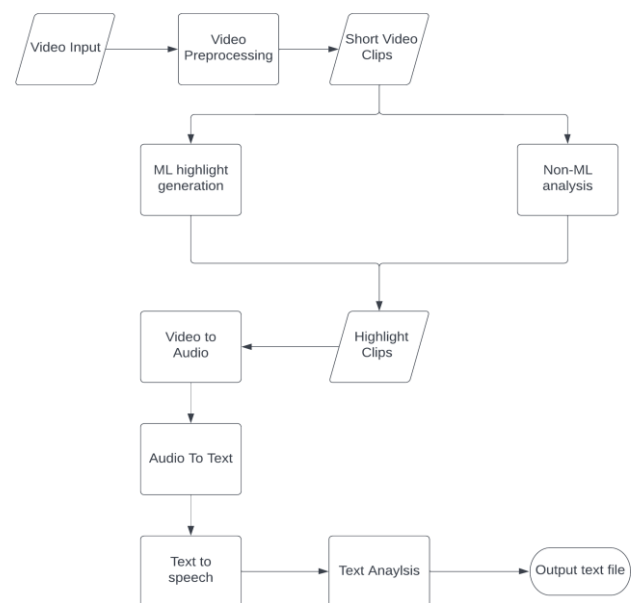 Video Input
Video
Preprocessing
Short Video
Clips
ML highlight
generation
Non-ML
analysis
Highlight
Clips
Video to
Audio
Audio To Text
Text to
speech
Text Anaylsis
Output text file